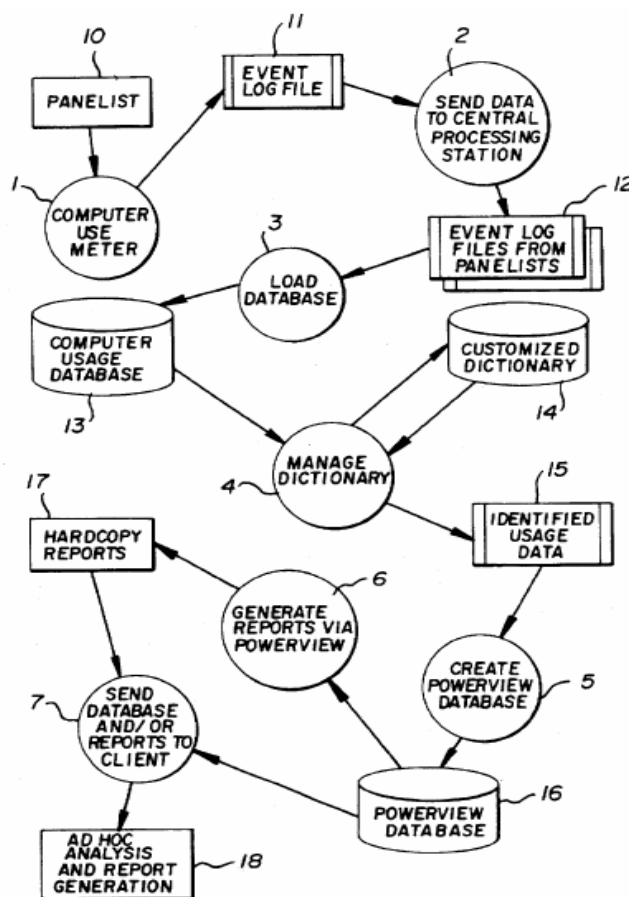 10
PANELIST
11
EVENT
LOG FILE
2
SEND DATA
TO CENTRAL
PROCESSING
STATION
1
COMPUTER
USE
METER
12
EVENT LOG
FILES FROM
PANELISTS
3
LOAD
DATABASE
COMPUTER
USAGE
DATABASE
13
CUSTOMIZED
DICTIONARY
14
MANAGE
DICTIONARY
4
15
IDENTIFIED
USAGE
DATA
17
HARDCOPY
REPORTS
6
GENERATE
REPORTS VIA
POWERVIEW
CREATE
POWERVIEW
DATABASE
5
7
SEND
DATABASE
AND/OR
REPORTS TO
CLIENT
POWERVIEW
DATABASE
16
AD HOC
ANALYSIS
AND REPORT
GENERATION
18